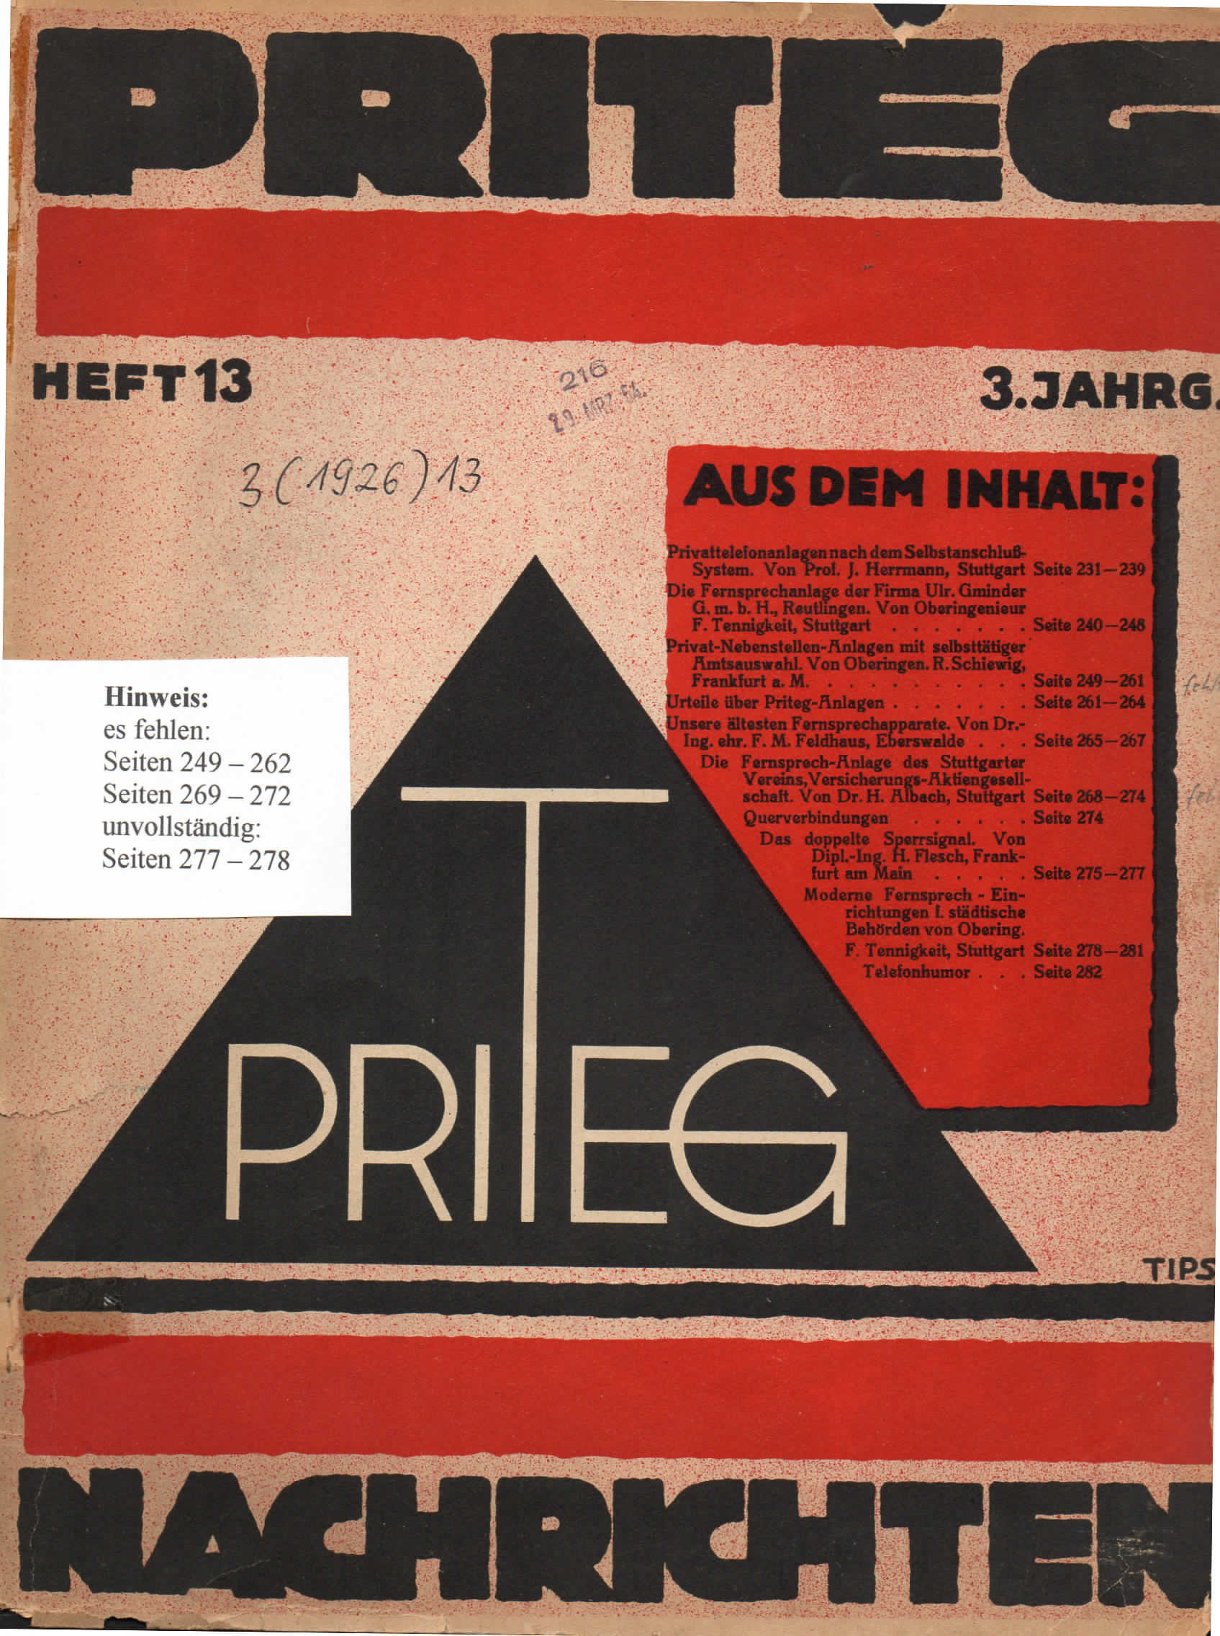 PRITEG
HEFT 13
3. JAHRG.
216
29. MRZ. 54.
3 (1926) 13
AUS DEM INHALT:
Privattelefonanlagen nach dem Selbstanschluß-
System. Von Prof. J. Herrmann, Stuttgart Seite 231—239
Die Fernsprechanlage der Firma Ulr. Gminder
G. m. b. H., Reutlingen. Von Oberingenieur
F. Tennigkeit, Stuttgart . . . . . . . Seite 240—248
Privat-Nebenstellen-Anlagen mit selbsttätiger
Amtsauswahl. Von Oberingen. R. Schiewig,
Frankfurt a. M. . . . . . . . . . . Seite 249—261
fehlt
Urteile über Priteg-Anlagen . . . . . . . Seite 261—264
Unsere ältesten Fernsprechapparate. Von Dr.-
Ing. ehr. F. M. Feldhaus, Eberswalde . . . Seite 265—267
Die Fernsprech-Anlage des Stuttgarter
Vereins, Versicherungs-Aktiengesell-
schaft. Von Dr. H. Albach, Stuttgart Seite 268—274
Querverbindungen . . . . . . Seite 274
Das doppelte Sperrsignal. Von
Dipl.-Ing. H. Flesch, Frank-
furt am Main . . . . . Seite 275—277
Moderne Fernsprech-Ein-
richtungen f. städtische
Behörden von Obering.
F. Tennigkeit, Stuttgart Seite 278—281
Telefonhumor . . . Seite 282
Hinweis:
es fehlen:
Seiten 249 – 262
Seiten 269 – 272
unvollständig:
Seiten 277 – 278
PRITEG
TIPS
NACHRICHTEN